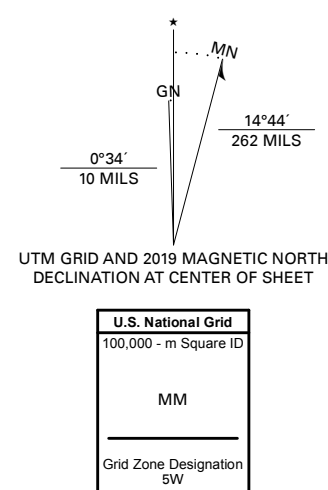 ★
MN
GN
14°44´
262 MILS
0°34´
10 MILS
UTM GRID AND 2019 MAGNETIC NORTH
DECLINATION AT CENTER OF SHEET
U.S. National Grid
100,000 - m Square ID
MM
Grid Zone Designation
5W